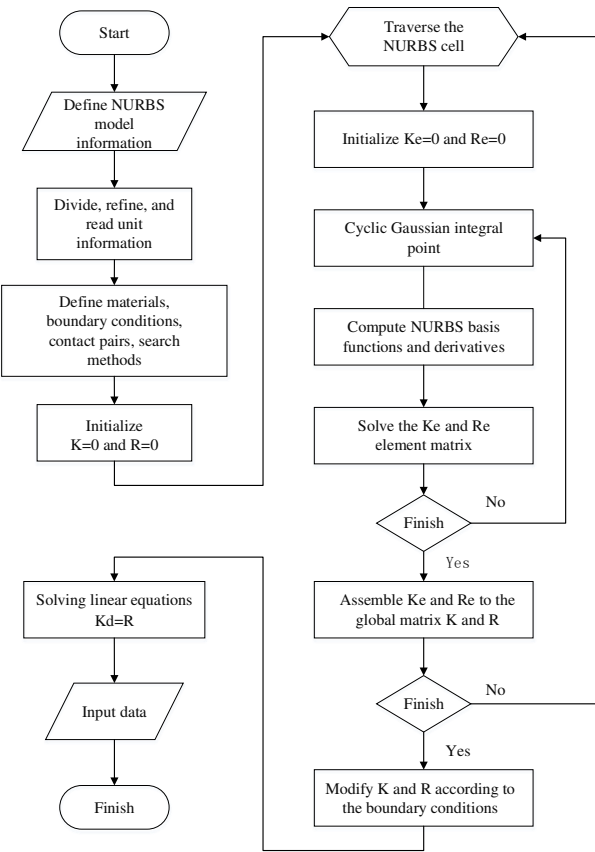 Start
Define NURBS
model
information
Divide, refine, and
read unit
information
Define materials,
boundary conditions,
contact pairs, search
methods
Initialize
K=0 and R=0
Traverse the
NURBS cell
Initialize Ke=0 and Re=0
Cyclic Gaussian integral
point
Compute NURBS basis
functions and derivatives
Solve the Ke and Re
element matrix
Finish
No
Yes
Assemble Ke and Re to the
global matrix K and R
Finish
No
Yes
Modify K and R according to
the boundary conditions
Solving linear equations
Kd=R
Input data
Finish